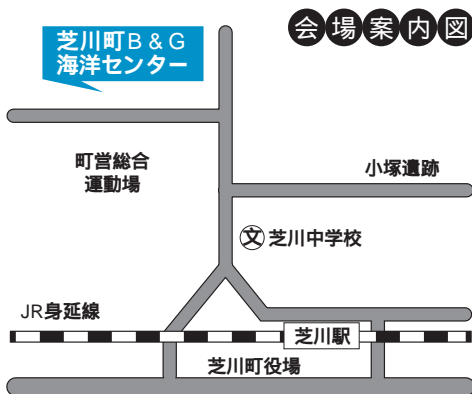 会場案内図
芝川町B&G
海洋センター
町営総合
運動場
小塚遺跡
文 芝川中学校
JR身延線
芝川駅
芝川町役場